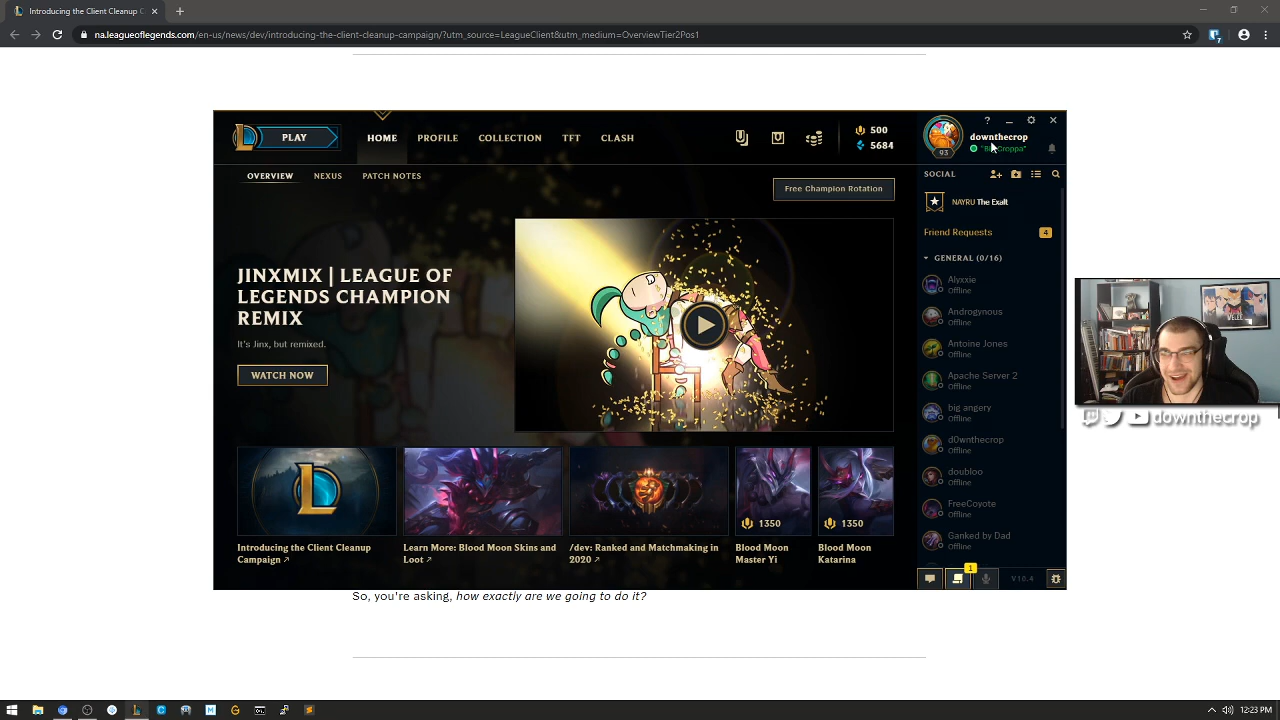 Introducing the Client Cleanup C
na.leagueoflegends.com/en-us/news/dev/introducing-the-client-cleanup-campaign/?utm_source=LeagueClient&utm_medium=OverviewTier2Pos1
7
PLAY
HOME
PROFILE
COLLECTION
TFT
CLASH
500
5684
93
downthecrop
OVERVIEW
NEXUS
PATCH NOTES
Free Champion Rotation
SOCIAL
NAYRU The Exalt
Friend Requests
4
GENERAL (0/16)
Alyxxie
Offline
Androgynous
Offline
Antoine Jones
Offline
Apache Server 2
Offline
big angery
Offline
d0wnthecrop
Offline
doubloo
Offline
FreeCoyote
Offline
Ganked by Dad
Offline
JINXMIX | LEAGUE OF
LEGENDS CHAMPION
REMIX
It's Jinx, but remixed.
WATCH NOW
1350
1350
Introducing the Client Cleanup
Campaign
Learn More: Blood Moon Skins and
Loot
/dev: Ranked and Matchmaking in
2020
Blood Moon
Master Yi
Blood Moon
Katarina
1
V10.4
downthecrop
So, you're asking, how exactly are we going to do it?
12:23 PM